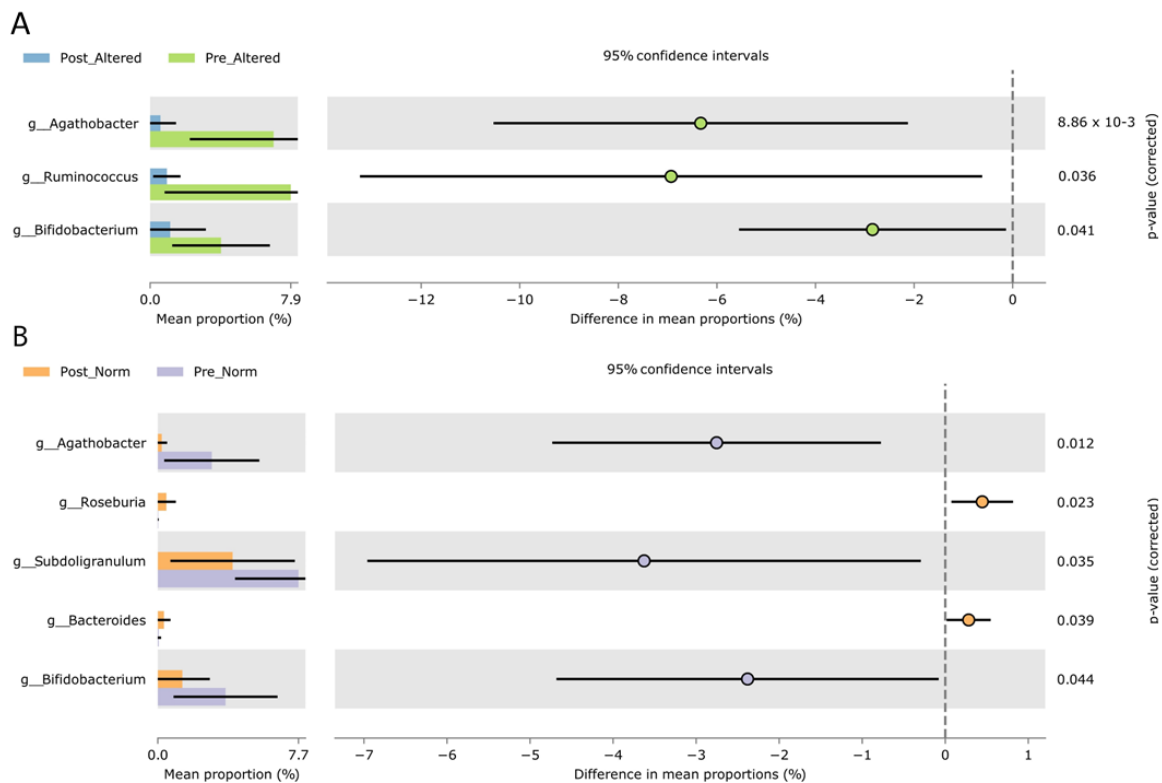 A
Post_Altered Pre_Altered
95% confidence intervals
g__Agathobacter
8.86 x 10-3
g__Ruminococcus
0.036
g__Bifidobacterium
0.041
p-value (corrected)
0.0 7.9
−12 −10 −8 −6 −4 −2 0
Mean proportion (%)
Difference in mean proportions (%)
B
Post_Norm Pre_Norm
95% confidence intervals
g__Agathobacter
0.012
g__Roseburia
0.023
g__Subdoligranulum
0.035
g__Bacteroides
0.039
g__Bifidobacterium
0.044
p-value (corrected)
0.0 7.7
−7 −6 −5 −4 −3 −2 −1 0 1
Mean proportion (%)
Difference in mean proportions (%)